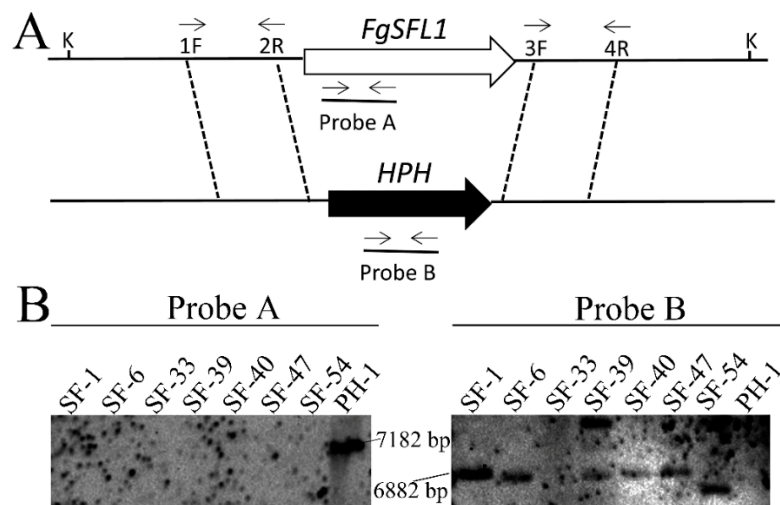 A
K 1F 2R FgSFL1 3F 4R K
Probe A
HPH
Probe B
B
Probe A Probe B
SF-1 SF-6 SF-33 SF-39 SF-40 SF-47 SF-54 PH-1 SF-1 SF-6 SF-33 SF-39 SF-40 SF-47 SF-54 PH-1
7182 bp
6882 bp